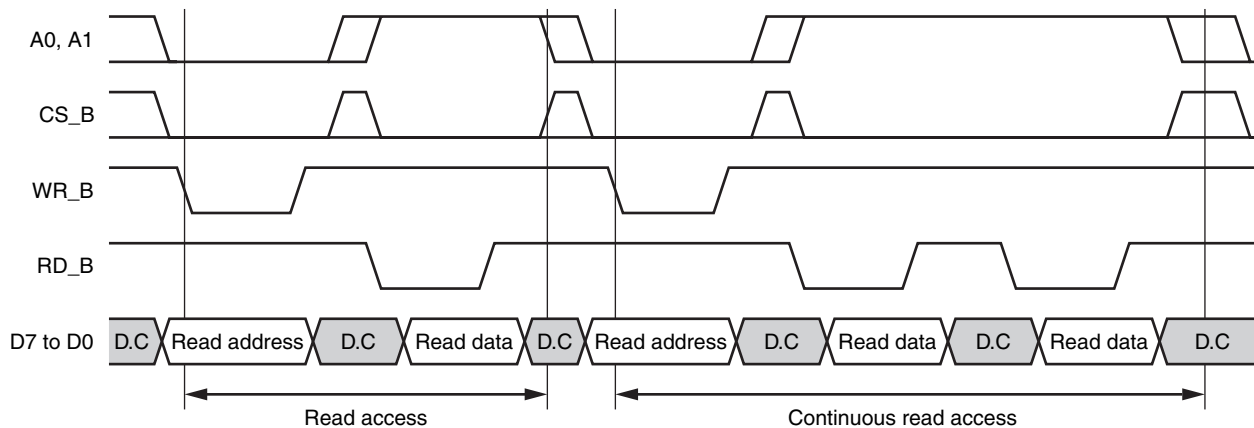 A0, A1
CS_B
WR_B
RD_B
D7 to D0 D.C Read address D.C Read data D.C Read address D.C Read data D.C Read data D.C
Read access Continuous read access